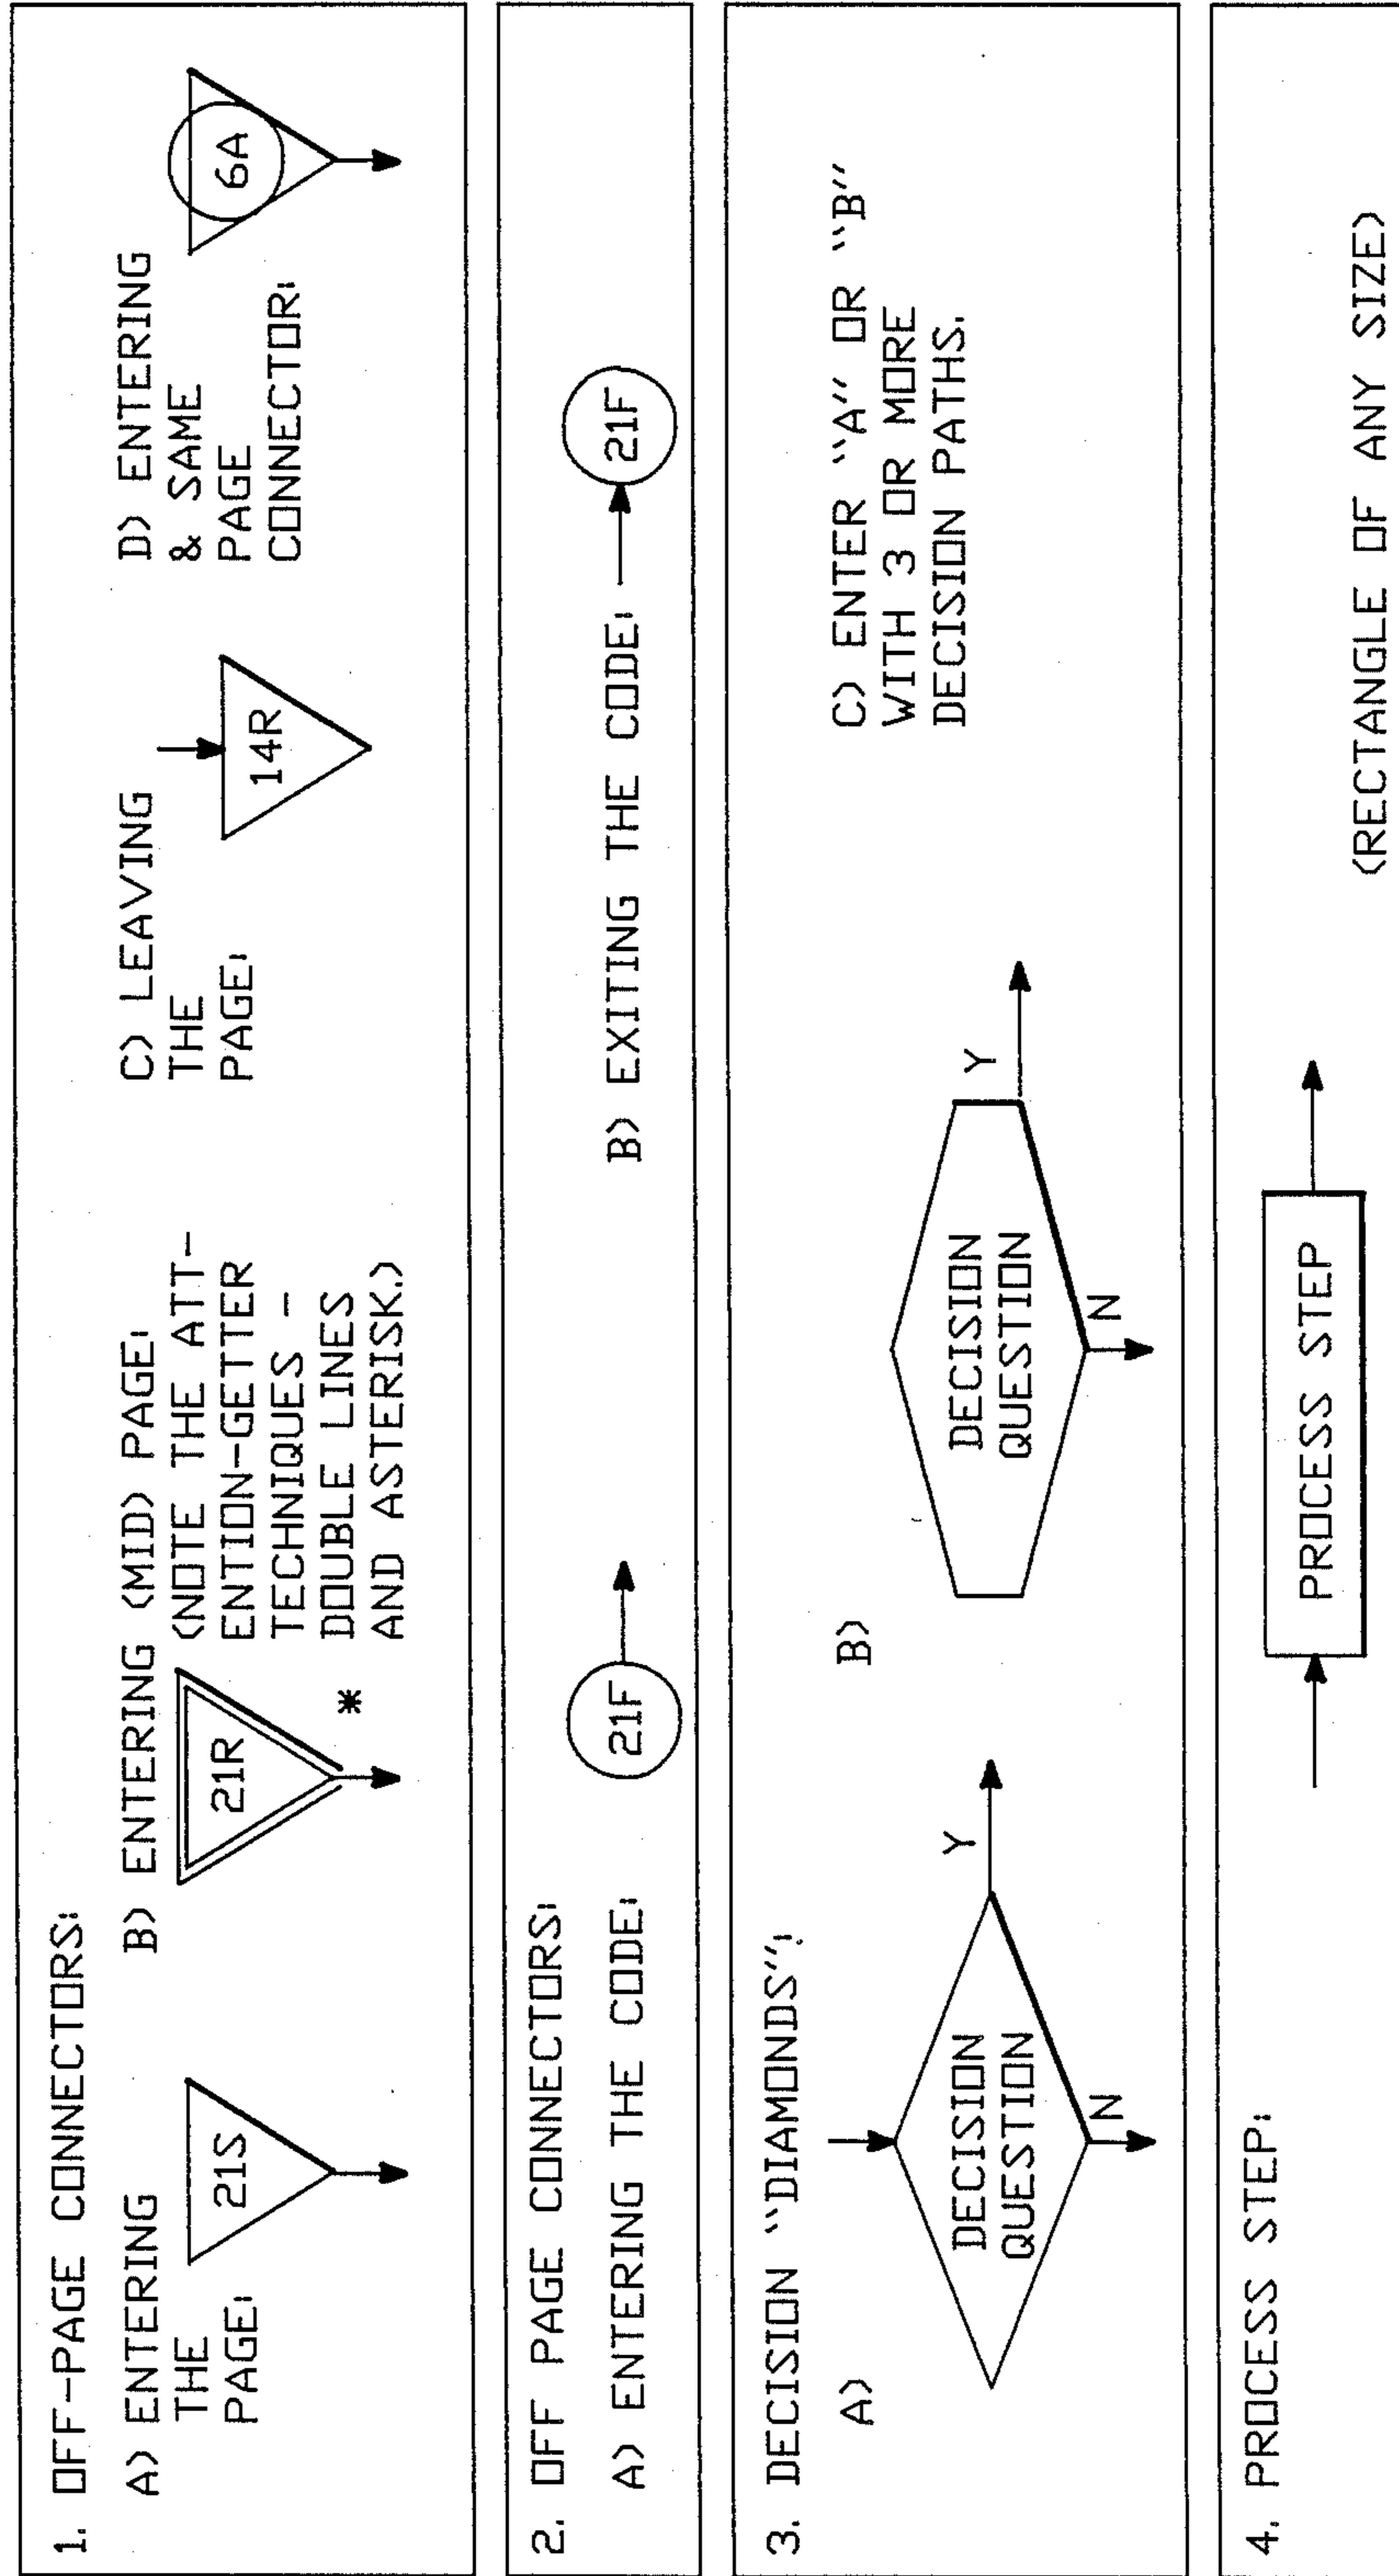 1. OFF-PAGE CONNECTORS:
A) ENTERING
THE
PAGE:
21S
B) ENTERING (MID) PAGE:
(NOTE THE ATT-
ENTION-GETTER
TECHNIQUES -
DOUBLE LINES
AND ASTERISK.)
21R
*
C) LEAVING
THE
PAGE:
14R
D) ENTERING
& SAME
PAGE
CONNECTOR:
6A
2. OFF PAGE CONNECTORS:
A) ENTERING THE CODE:
21F
B) EXITING THE CODE:
21F
3. DECISION "DIAMONDS":
A)
DECISION
QUESTION
Y
N
B)
DECISION
QUESTION
Y
N
C) ENTER "A" OR "B"
WITH 3 OR MORE
DECISION PATHS.
4. PROCESS STEP:
PROCESS STEP
(RECTANGLE OF ANY SIZE)